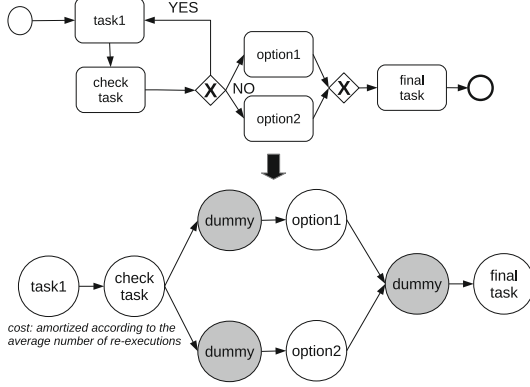 YES
task1
option1
check
task
X
NO
X
final
task
option2
dummy
option1
task1
check
task
dummy
final
task
cost: amortized according to the
average number of re-executions
dummy
option2